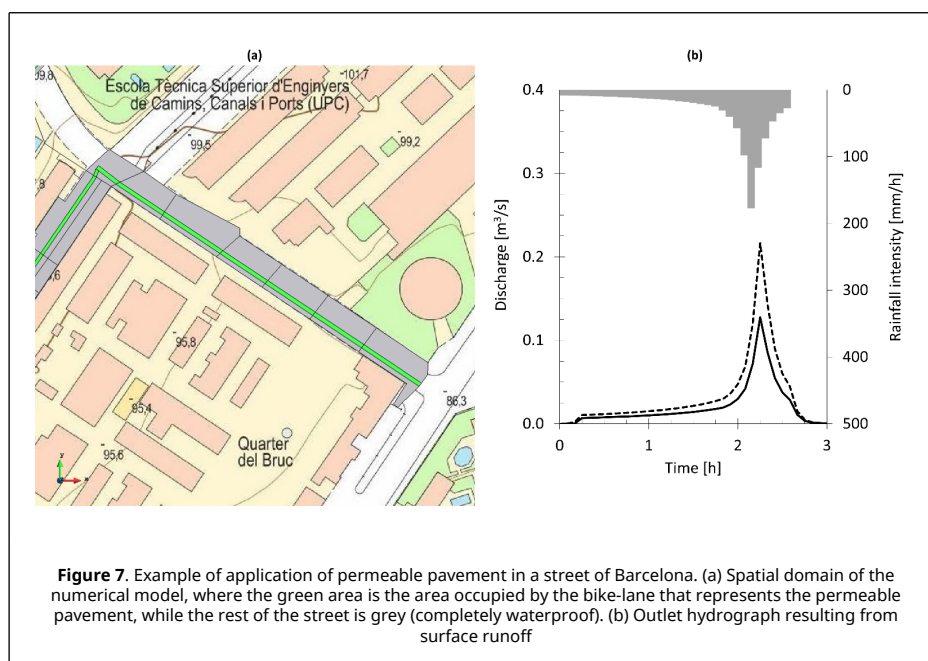 (a)
99,8
Escola Tècnica Superior d'Enginyers
de Camins, Canals i Ports (UPC)
101,7
99,5
99,2
95,8
95,4
95,6
86,3
Quarter
del Bruc
y
x
(b)
0.4
0.3
0.2
0.1
0.0
Discharge [m³/s]
0
100
200
300
400
500
Rainfall intensity [mm/h]
0
1
2
3
Time [h]
Figure 7. Example of application of permeable pavement in a street of Barcelona. (a) Spatial domain of the
numerical model, where the green area is the area occupied by the bike-lane that represents the permeable
pavement, while the rest of the street is grey (completely waterproof). (b) Outlet hydrograph resulting from
surface runoff